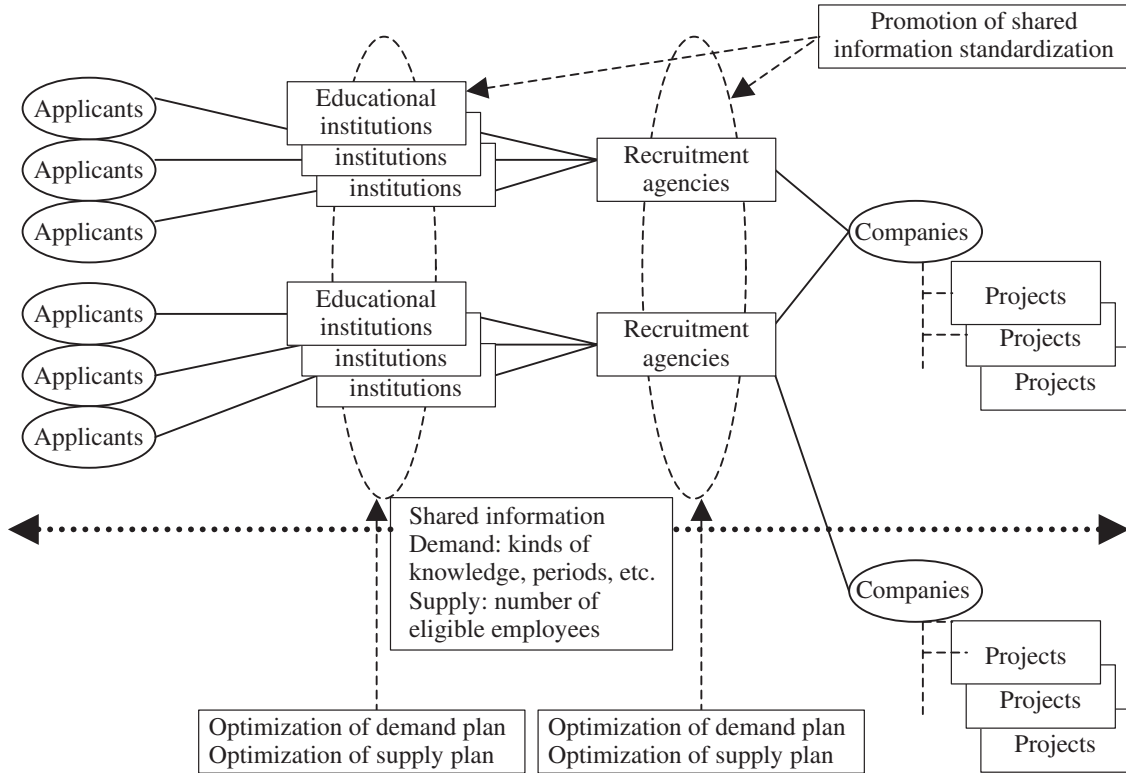 Promotion of shared
information standardization
Applicants
Applicants
Applicants
Educational
institutions
institutions
institutions
Recruitment
agencies
Companies
Projects
Projects
Projects
Applicants
Applicants
Applicants
Educational
institutions
institutions
institutions
Recruitment
agencies
Shared information
Demand: kinds of
knowledge, periods, etc.
Supply: number of
eligible employees
Companies
Projects
Projects
Projects
Optimization of demand plan
Optimization of supply plan
Optimization of demand plan
Optimization of supply plan